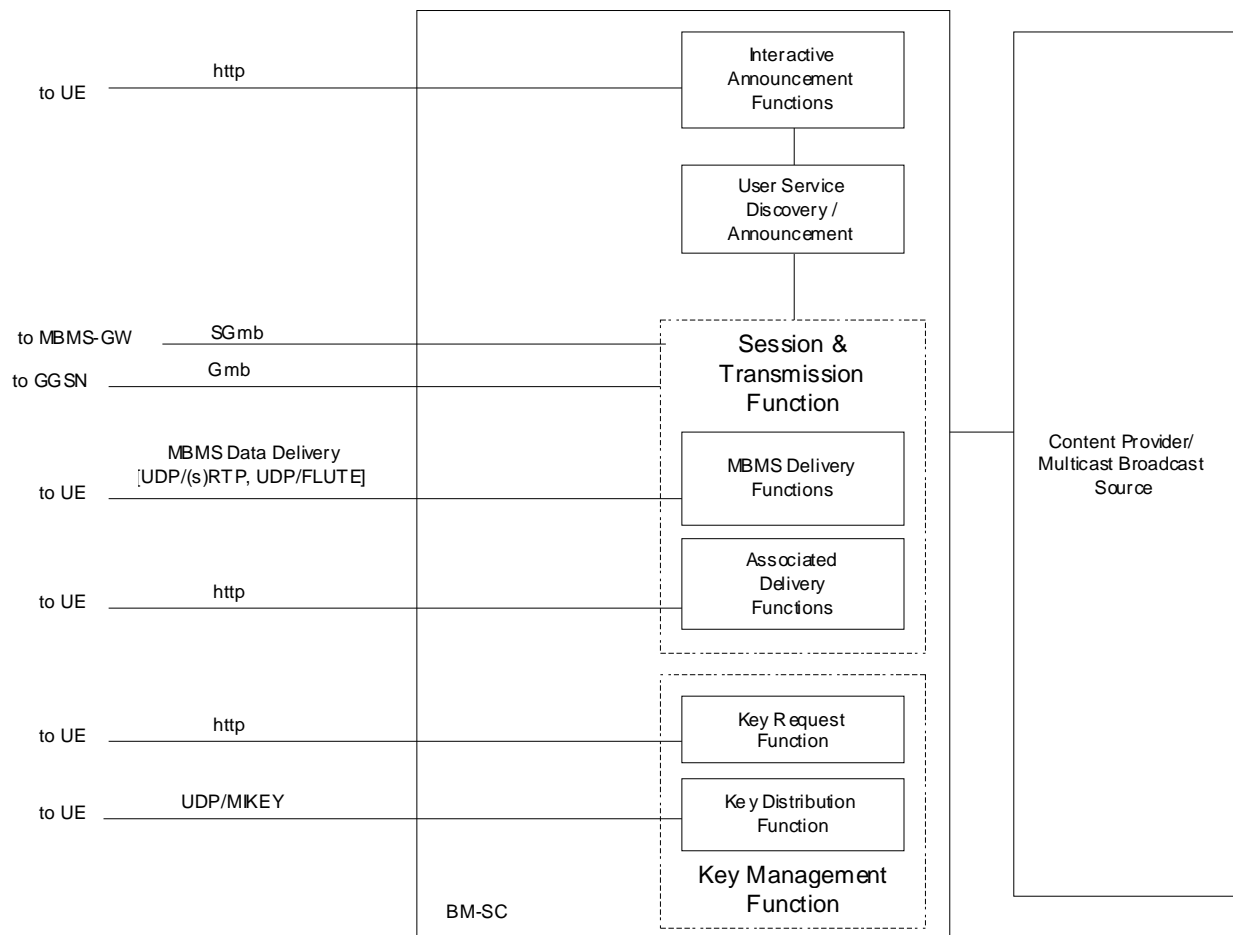 Interactive
Announcement
Functions
http
to UE
User Service
Discovery /
Announcement
to MBMS-GW
SGmb
to GGSN
Gmb
Session &
Transmission
Function
MBMS Data Delivery
[UDP/(s)RTP, UDP/FLUTE]
to UE
MBMS Delivery
Functions
Content Provider/
Multicast Broadcast
Source
Associated
Delivery
Functions
http
to UE
http
to UE
Key Request
Function
UDP/MIKEY
to UE
Key Distribution
Function
Key Management
Function
BM-SC